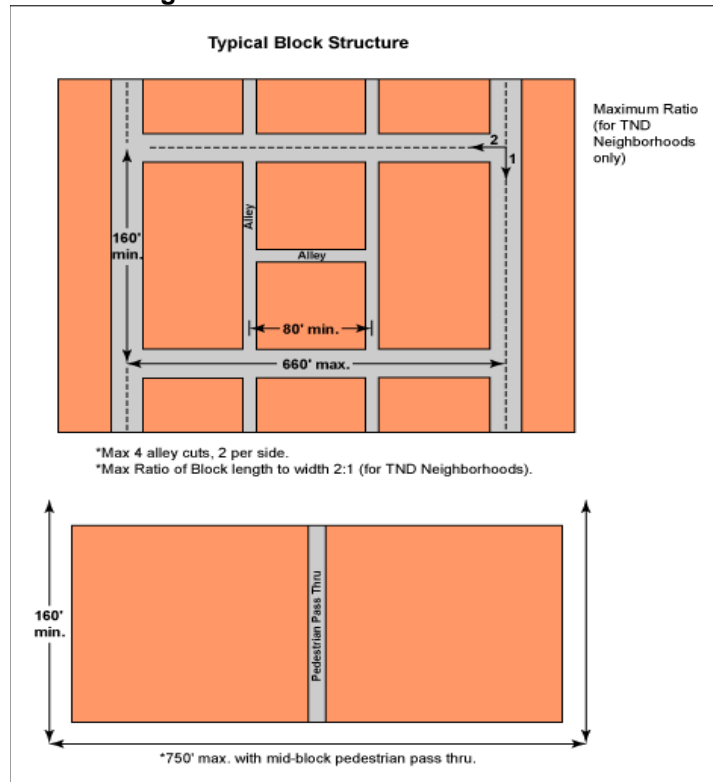 Typical Block Structure
Maximum Ratio
(for TND
Neighborhoods
only)
2
1
160'
min.
Alley
Alley
80' min.
660' max.
*Max 4 alley cuts, 2 per side.
*Max Ratio of Block length to width 2:1 (for TND Neighborhoods).
160'
min.
Pedestrian Pass Thru
*750' max. with mid-block pedestrian pass thru.